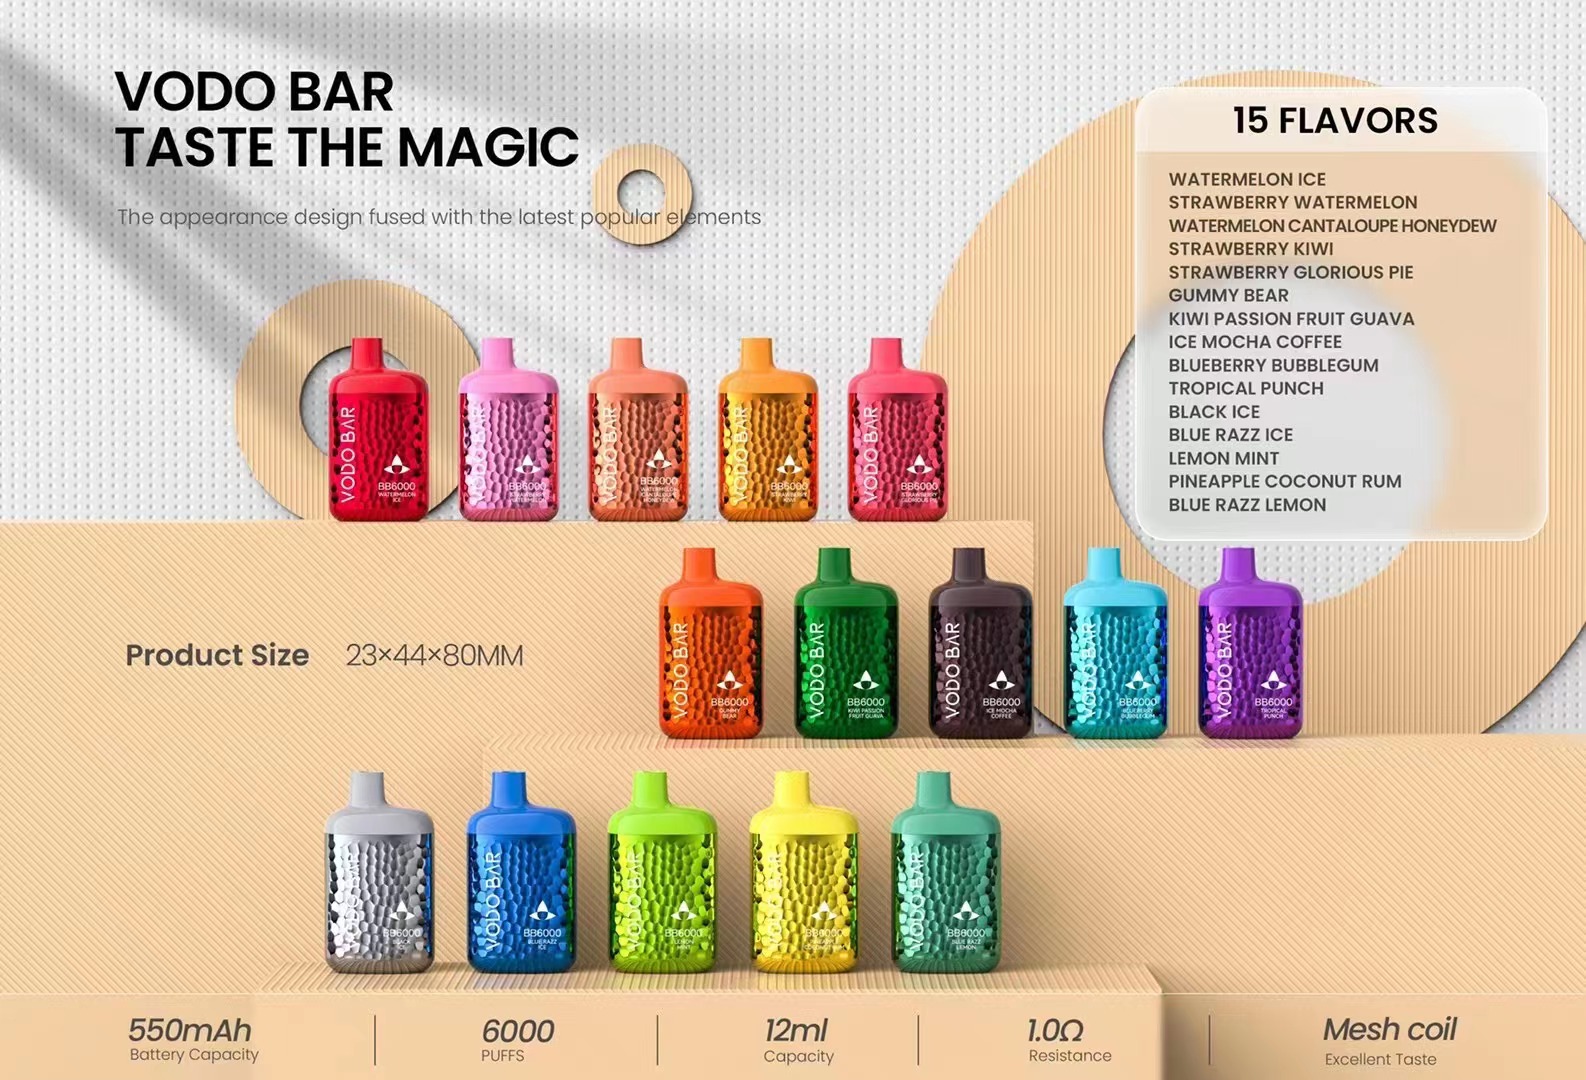 VODO BAR
TASTE THE MAGIC
The appearance design fused with the latest popular elements
15 FLAVORS
WATERMELON ICE
STRAWBERRY WATERMELON
WATERMELON CANTALOUPE HONEYDEW
STRAWBERRY KIWI
STRAWBERRY GLORIOUS PIE
GUMMY BEAR
KIWI PASSION FRUIT GUAVA
ICE MOCHA COFFEE
BLUEBERRY BUBBLEGUM
TROPICAL PUNCH
BLACK ICE
BLUE RAZZ ICE
LEMON MINT
PINEAPPLE COCONUT RUM
BLUE RAZZ LEMON
VODO BAR
BB6000
WATERMELON
ICE
VODO BAR
BB6000
STRAWBERRY
WATERMELON
VODO BAR
BB6000
WATERMELON
CANTALOUPE
HONEYDEW
VODO BAR
BB6000
STRAWBERRY
KIWI
VODO BAR
BB6000
STRAWBERRY
GLORIOUS PIE
Product Size 23×44×80MM
VODO BAR
BB6000
GUMMY
BEAR
VODO BAR
BB6000
KIWI PASSION
FRUIT GUAVA
VODO BAR
BB6000
ICE MOCHA
COFFEE
VODO BAR
BB6000
BLUEBERRY
BUBBLEGUM
VODO BAR
BB6000
TROPICAL
PUNCH
VODO BAR
BB6000
BLACK
ICE
VODO BAR
BB6000
BLUE RAZZ
ICE
VODO BAR
BB6000
LEMON
MINT
VODO BAR
BB6000
PINEAPPLE
COCONUT RUM
VODO BAR
BB6000
BLUE RAZZ
LEMON
550mAh
Battery Capacity
6000
PUFFS
12ml
Capacity
1.0Ω
Resistance
Mesh coil
Excellent Taste